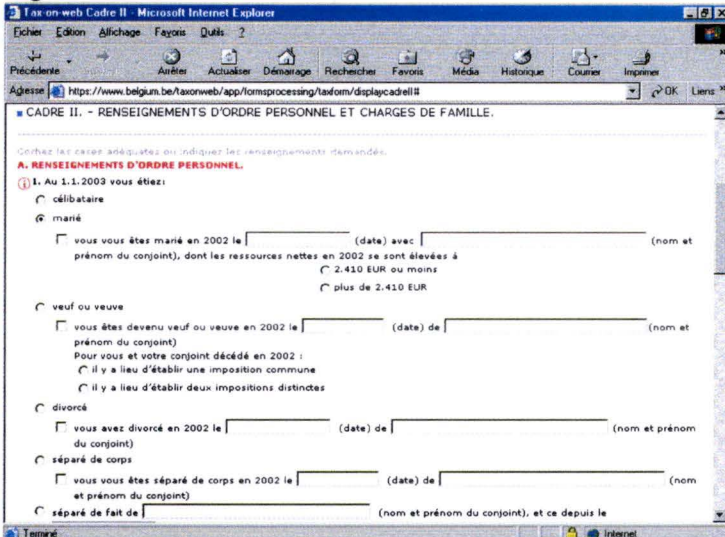 Tax-on-web Cadre II - Microsoft Internet Explorer
Fichier Edition Affichage Favoris Outils ?
Précédente Arrêter Actualiser Démarrage Rechercher Favoris Média Historique Courrier Imprimer
Adresse https://www.belgium.be/taxonweb/app/formsprocessing/taxform/displaycadreII# OK Liens
CADRE II. - RENSEIGNEMENTS D'ORDRE PERSONNEL ET CHARGES DE FAMILLE.
Cochez les cases adéquates ou indiquez les renseignements demandés.
A. RENSEIGNEMENTS D'ORDRE PERSONNEL.
1. Au 1.1.2003 vous étiez:
célibataire
marié
vous vous êtes marié en 2002 le (date) avec (nom et
prénom du conjoint), dont les ressources nettes en 2002 se sont élevées à
2.410 EUR ou moins
plus de 2.410 EUR
veuf ou veuve
vous êtes devenu veuf ou veuve en 2002 le (date) de (nom et
prénom du conjoint)
Pour vous et votre conjoint décédé en 2002 :
il y a lieu d'établir une imposition commune
il y a lieu d'établir deux impositions distinctes
divorcé
vous avez divorcé en 2002 le (date) de (nom et prénom
du conjoint)
séparé de corps
vous vous êtes séparé de corps en 2002 le (date) de (nom
et prénom du conjoint)
séparé de fait de (nom et prénom du conjoint), et ce depuis le
Terminé Internet